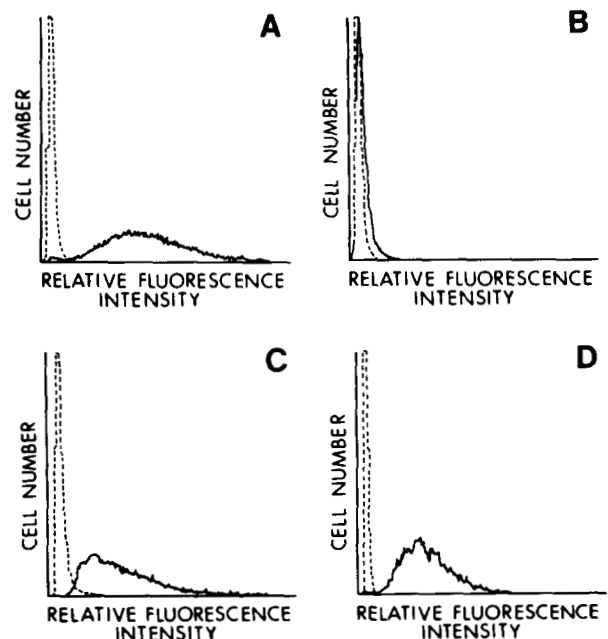 A
CELL NUMBER
RELATIVE FLUORESCENCE
INTENSITY
B
CELL NUMBER
RELATIVE FLUORESCENCE
INTENSITY
C
CELL NUMBER
RELATIVE FLUORESCENCE
INTENSITY
D
CELL NUMBER
RELATIVE FLUORESCENCE
INTENSITY